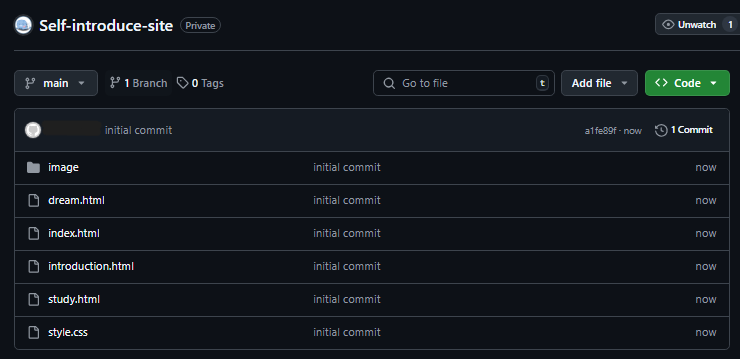 Self-introduce-site Private Unwatch 1
main 1 Branch 0 Tags Go to file t Add file Code
initial commit a1fe89f · now 1 Commit
image initial commit now
dream.html initial commit now
index.html initial commit now
introduction.html initial commit now
study.html initial commit now
style.css initial commit now